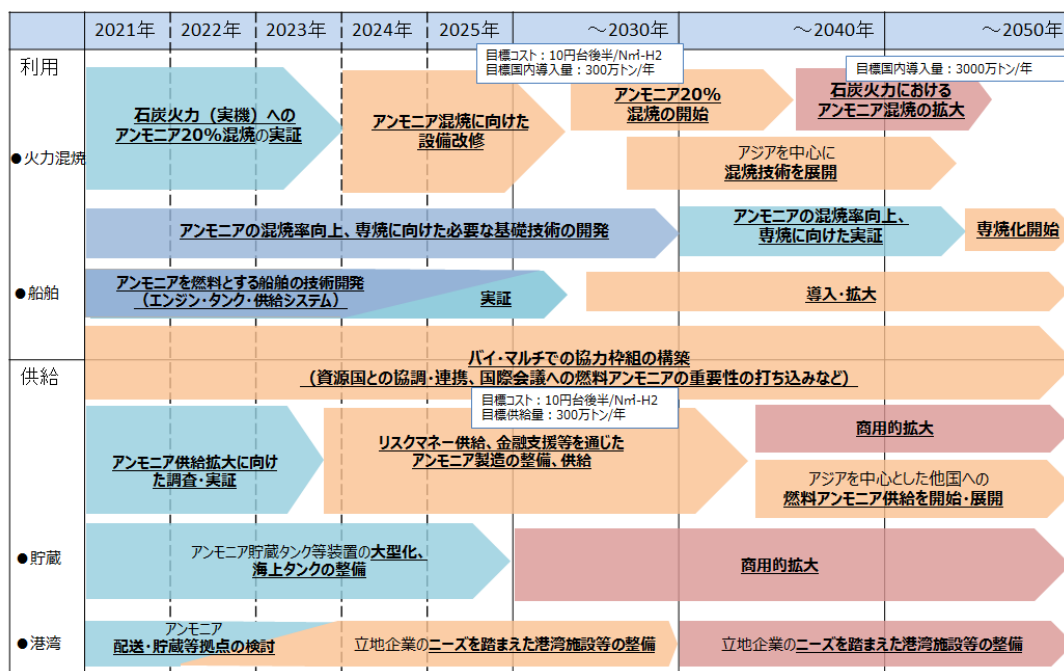 2021年 2022年 2023年 2024年 2025年 ～2030年 ～2040年 ～2050年
利用
目標コスト：10円台後半/N㎥-H2
目標国内導入量：300万トン/年
目標国内導入量：3000万トン/年
●火力混焼
石炭火力（実機）への
アンモニア20％混焼の実証
アンモニア混焼に向けた
設備改修
アンモニア20％
混焼の開始
石炭火力における
アンモニア混焼の拡大
アジアを中心に
混焼技術を展開
アンモニアの混焼率向上、専焼に向けた必要な基礎技術の開発
アンモニアの混焼率向上、
専焼に向けた実証
専焼化開始
●船舶
アンモニアを燃料とする船舶の技術開発
（エンジン・タンク・供給システム）
実証
導入・拡大
バイ・マルチでの協力枠組の構築
（資源国との協調・連携、国際会議への燃料アンモニアの重要性の打ち込みなど）
供給
目標コスト：10円台後半/N㎥-H2
目標供給量：300万トン/年
アンモニア供給拡大に向け
た調査・実証
リスクマネー供給、金融支援等を通じた
アンモニア製造の整備、供給
商用的拡大
アジアを中心とした他国への
燃料アンモニア供給を開始・展開
●貯蔵
アンモニア貯蔵タンク等装置の大型化、
海上タンクの整備
商用的拡大
●港湾
アンモニア
配送・貯蔵等拠点の検討
立地企業のニーズを踏まえた港湾施設等の整備
立地企業のニーズを踏まえた港湾施設等の整備